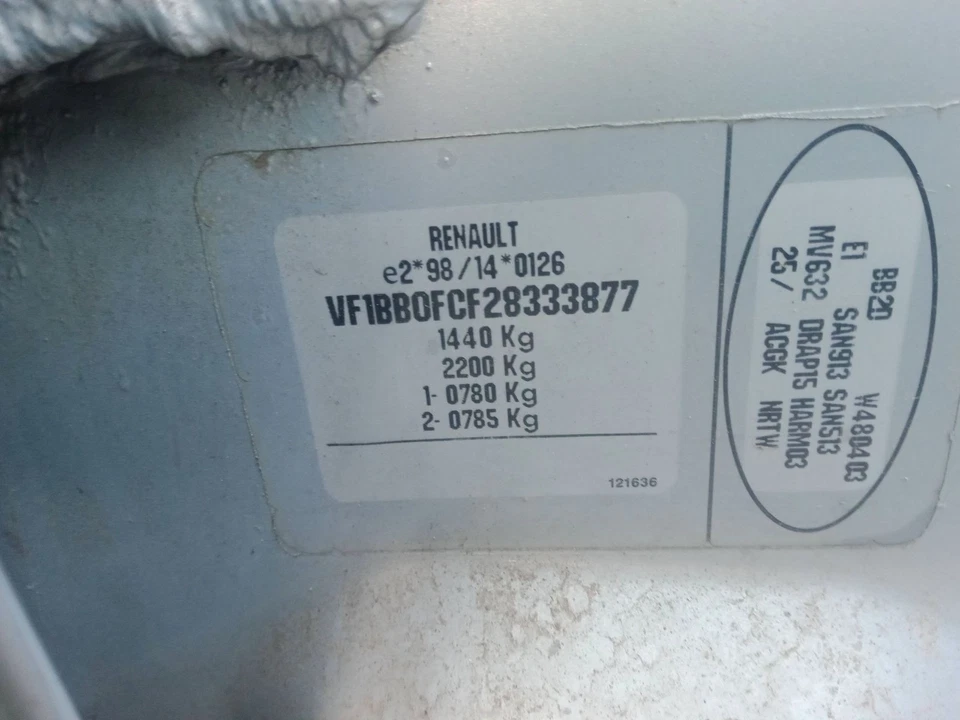 RENAULT
e2*98/14*0126
VF1BB0FCF28333877
1440 Kg
2200 Kg
1- 0780 Kg
2- 0785 Kg
121636
BB20 W480403
E1 SAN913 SAN513
MV632 DRAP15 HARM03
25/ ACGK NRTW